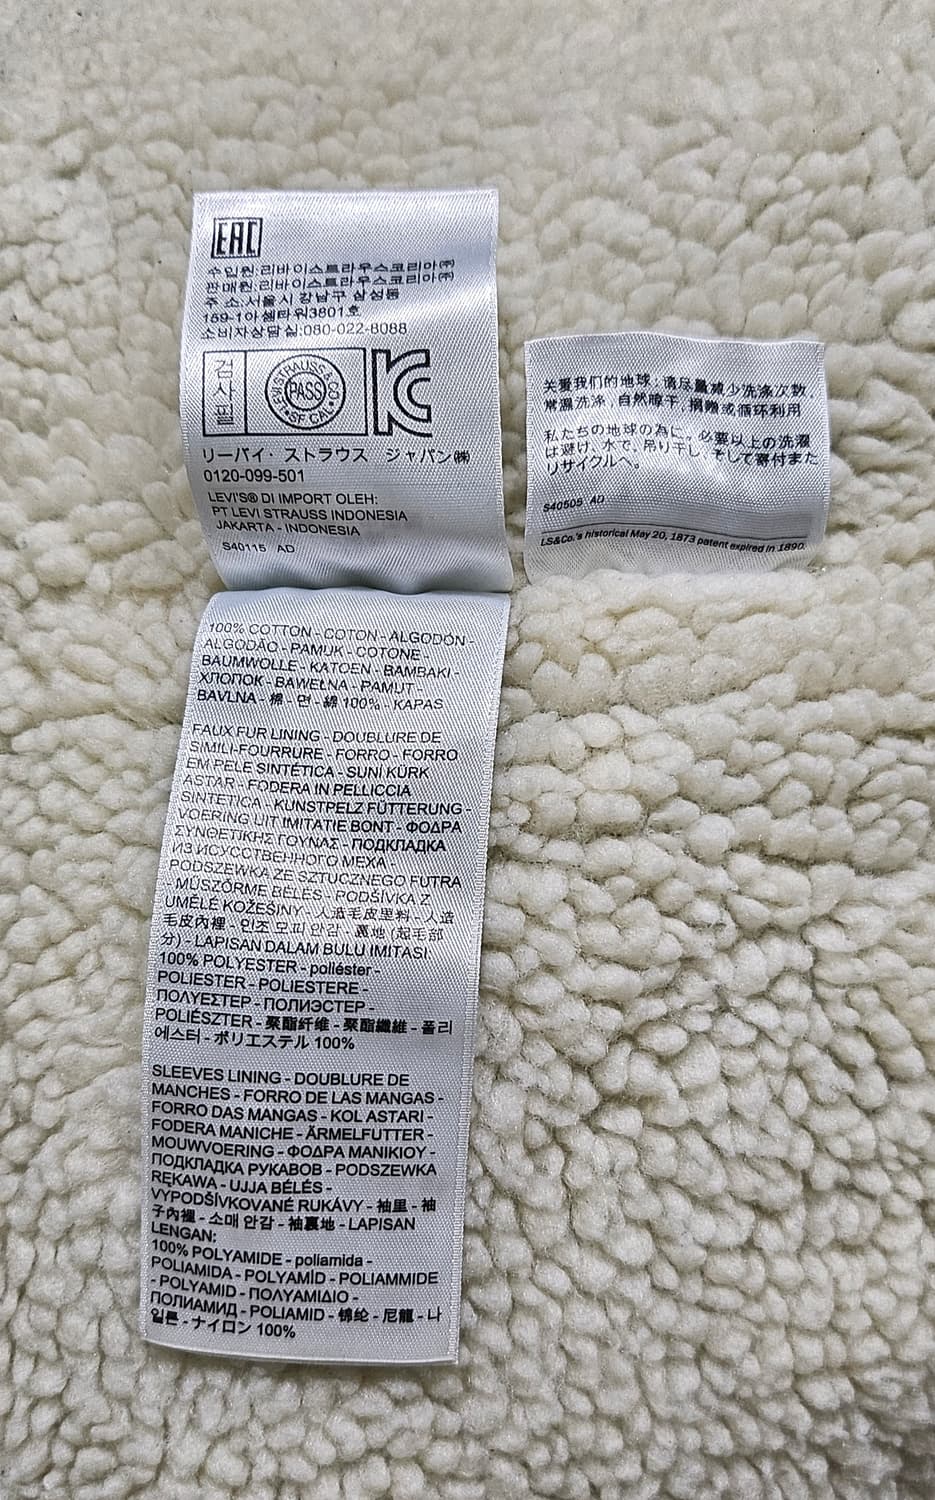 EAC
수입원:리바이스트라우스코리아㈜
판매원:리바이스트라우스코리아㈜
주 소:서울시 강남구 삼성동
159-1아셈타워3801호
소비자상담실:080-022-8088
검사필
LEVI STRAUSS & CO
PASS
SF CAL
KC
リーバイ・ストラウス ジャパン㈱
0120-099-501
LEVI'S® DI IMPORT OLEH:
PT LEVI STRAUSS INDONESIA
JAKARTA - INDONESIA
S40115 AD
关爱我们的地球:请尽量减少洗涤次数,
常温洗涤,自然晾干,捐赠或循环利用
私たちの地球の為に。必要以上の洗濯
は避け、水で、吊り干し、そして寄付また
リサイクルへ。
S40505 AD
LS&Co.'s historical May 20, 1873 patent expired in 1890.
100% COTTON - COTON - ALGODÓN -
ALGODÃO - PAMUK - COTONE -
BAUMWOLLE - KATOEN - BAMBAKI -
ХЛОПОК - BAWEŁNA - PAMUT -
BAVLNA - 棉 - 면 - 綿 100% - KAPAS
FAUX FUR LINING - DOUBLURE DE
SIMILI-FOURRURE - FORRO - FORRO
EM PELE SINTÉTICA - SUNİ KÜRK
ASTAR - FODERA IN PELLICCIA
SINTETICA - KUNSTPELZ FÜTTERUNG -
VOERING UIT IMITATIE BONT - ΦΟΔΡΑ
ΣΥΝΘΕΤΙΚΗΣ ΓΟΥΝΑΣ - ПОДКЛАДКА
ИЗ ИСКУССТВЕННОГО МЕХА -
PODSZEWKA ZE SZTUCZNEGO FUTRA
- MŰSZŐRME BÉLÉS - PODŠÍVKA Z
UMĚLÉ KOŽEŠINY - 人造毛皮里料 - 人造
毛皮內裡 - 인조 모피 안감 - 裏地 (起毛部
分) - LAPISAN DALAM BULU IMITASI:
100% POLYESTER - poliéster -
POLIESTER - POLIESTERE -
ΠΟΛΥΕΣΤΕΡ - ПОЛИЭСТЕР -
POLIÉSZTER - 聚酯纤维 - 聚酯纖維 - 폴리
에스터 - ポリエステル 100%
SLEEVES LINING - DOUBLURE DE
MANCHES - FORRO DE LAS MANGAS -
FORRO DAS MANGAS - KOL ASTARI -
FODERA MANICHE - ÄRMELFUTTER -
MOUWVOERING - ΦΟΔΡΑ ΜΑΝΙΚΙΟΥ -
ПОДКЛАДКА РУКАВОВ - PODSZEWKA
RĘKAWA - UJJA BÉLÉS -
VYPODŠÍVKOVANÉ RUKÁVY - 袖里 - 袖
子內裡 - 소매 안감 - 袖裏地 - LAPISAN
LENGAN:
100% POLYAMIDE - poliamida -
POLIAMIDA - POLYAMİD - POLIAMMIDE
- POLYAMID - ΠΟΛΥΑΜΙΔΙΟ -
ПОЛИАМИД - POLIAMID - 锦纶 - 尼龍 - 나
일론 - ナイロン 100%